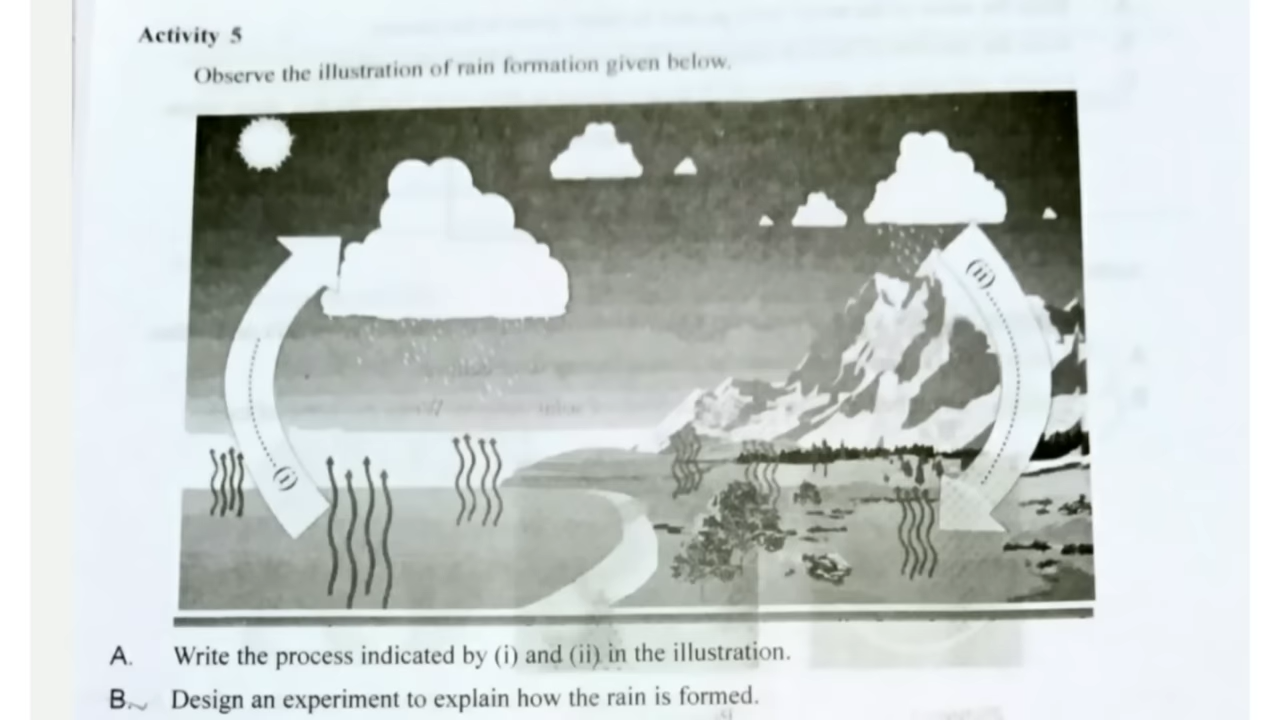 Activity 5
Observe the illustration of rain formation given below.
(ii)..........................
(i)..........................
A. Write the process indicated by (i) and (ii) in the illustration.
B. Design an experiment to explain how the rain is formed.